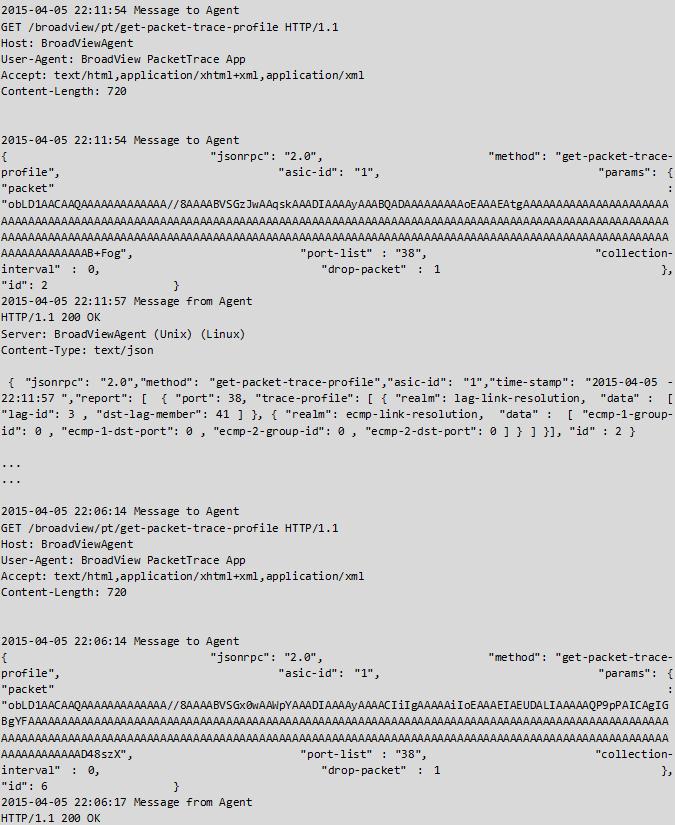 2015-04-05 22:11:54 Message to Agent
GET /broadview/pt/get-packet-trace-profile HTTP/1.1
Host: BroadViewAgent
User-Agent: BroadView PacketTrace App
Accept: text/html,application/xhtml+xml,application/xml
Content-Length: 720
2015-04-05 22:11:54 Message to Agent
{ "jsonrpc": "2.0", "method": "get-packet-trace-
profile", "asic-id": "1", "params": {
"packet" :
"obLD1AACAAQAAAAAAAAAAAAAA//8AAAABVSGzJwAAqskAAADIAAAAyAAABQADAAAAAAAAAoEAAAEAtgAAAAAAAAAAAAAAAAAAAAAA
AAAAAAAAAAAAAAAAAAAAAAAAAAAAAAAAAAAAAAAAAAAAAAAAAAAAAAAAAAAAAAAAAAAAAAAAAAAAAAAAAAAAAAAAAAAAAAAAAAAAA
AAAAAAAAAAAAAAAAAAAAAAAAAAAAAAAAAAAAAAAAAAAAAAAAAAAAAAAAAAAAAAAAAAAAAAAAAAAAAAAAAAAAAAAAAAAAAAAAAAAAA
AAAAAAAAAAAAAB+Fog", "port-list" : "38", "collection-
interval" : 0, "drop-packet" : 1 },
"id": 2 }
2015-04-05 22:11:57 Message from Agent
HTTP/1.1 200 OK
Server: BroadViewAgent (Unix) (Linux)
Content-Type: text/json
{ "jsonrpc": "2.0","method": "get-packet-trace-profile","asic-id": "1","time-stamp": "2015-04-05 -
22:11:57 ","report": [ { "port": 38, "trace-profile": [ { "realm": lag-link-resolution, "data" : [
"lag-id": 3 , "dst-lag-member": 41 ] }, { "realm": ecmp-link-resolution, "data" : [ "ecmp-1-group-
id": 0 , "ecmp-1-dst-port": 0 , "ecmp-2-group-id": 0 , "ecmp-2-dst-port": 0 ] } ] }], "id" : 2 }
...
...
2015-04-05 22:06:14 Message to Agent
GET /broadview/pt/get-packet-trace-profile HTTP/1.1
Host: BroadViewAgent
User-Agent: BroadView PacketTrace App
Accept: text/html,application/xhtml+xml,application/xml
Content-Length: 720
2015-04-05 22:06:14 Message to Agent
{ "jsonrpc": "2.0", "method": "get-packet-trace-
profile", "asic-id": "1", "params": {
"packet" :
"obLD1AACAAQAAAAAAAAAAAAAA//8AAAABVSGx0wAAWpYAAADIAAAAyAAAACIiIgAAAAAiIoEAAAEIAEUDALIAAAAAQP9pPAICAgIG
BgYFAAAAAAAAAAAAAAAAAAAAAAAAAAAAAAAAAAAAAAAAAAAAAAAAAAAAAAAAAAAAAAAAAAAAAAAAAAAAAAAAAAAAAAAAAAAAAAAAA
AAAAAAAAAAAAAAAAAAAAAAAAAAAAAAAAAAAAAAAAAAAAAAAAAAAAAAAAAAAAAAAAAAAAAAAAAAAAAAAAAAAAAAAAAAAAAAAAAAAAA
AAAAAAAAAAAAD48szX", "port-list" : "38", "collection-
interval" : 0, "drop-packet" : 1 },
"id": 6 }
2015-04-05 22:06:17 Message from Agent
HTTP/1.1 200 OK